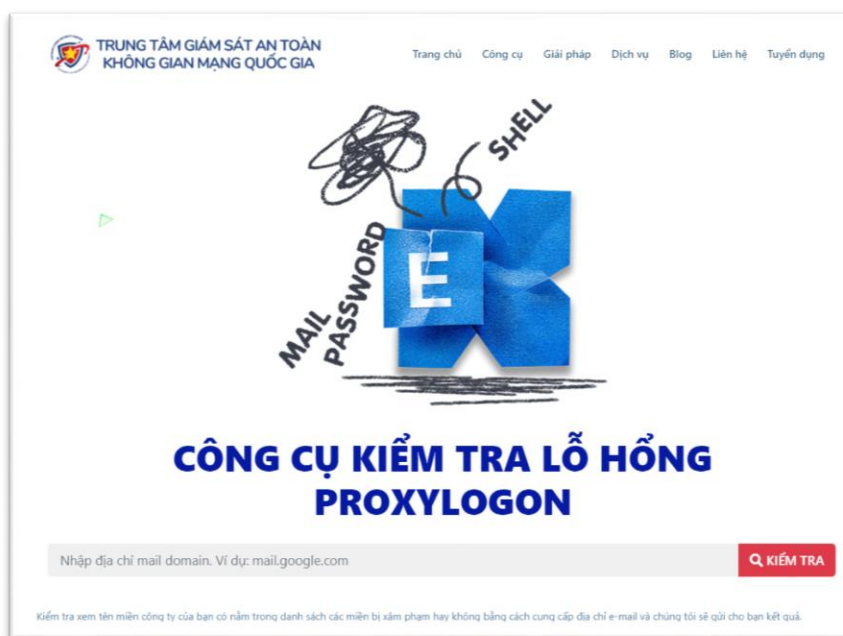 TRUNG TÂM GIÁM SÁT AN TOÀN
KHÔNG GIAN MẠNG QUỐC GIA
Trang chủ Công cụ Giải pháp Dịch vụ Blog Liên hệ Tuyển dụng
SHELL
MAIL
PASSWORD
E
CÔNG CỤ KIỂM TRA LỖ HỔNG
PROXYLOGON
Nhập địa chỉ mail domain. Ví dụ: mail.google.com
KIỂM TRA
Kiểm tra xem tên miền công ty của bạn có nằm trong danh sách các miền bị xâm phạm hay không bằng cách cung cấp địa chỉ e-mail và chúng tôi sẽ gửi cho bạn kết quả.